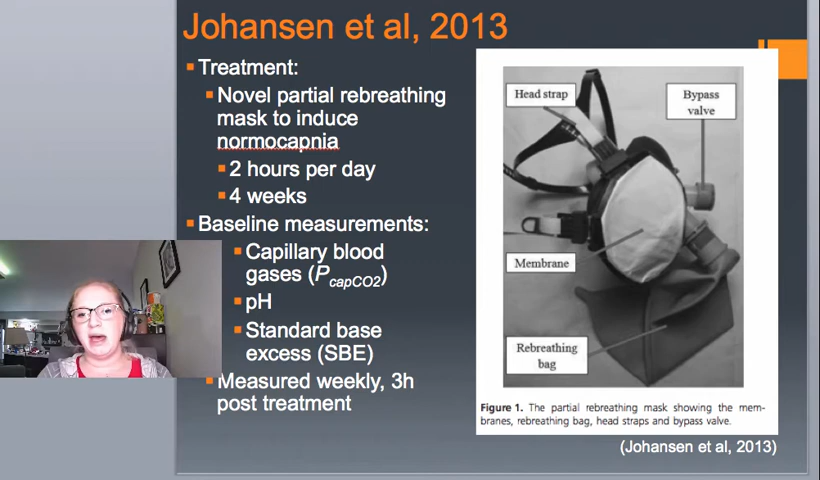 Johansen et al, 2013
Treatment:
Novel partial rebreathing
mask to induce
normocapnia
2 hours per day
4 weeks
Baseline measurements:
Capillary blood
gases (PcapCO2)
pH
Standard base
excess (SBE)
Measured weekly, 3h
post treatment
Head strap
Bypass
valve
Membrane
Rebreathing
bag
Figure 1. The partial rebreathing mask showing the mem-
branes, rebreathing bag, head straps and bypass valve.
(Johansen et al, 2013)